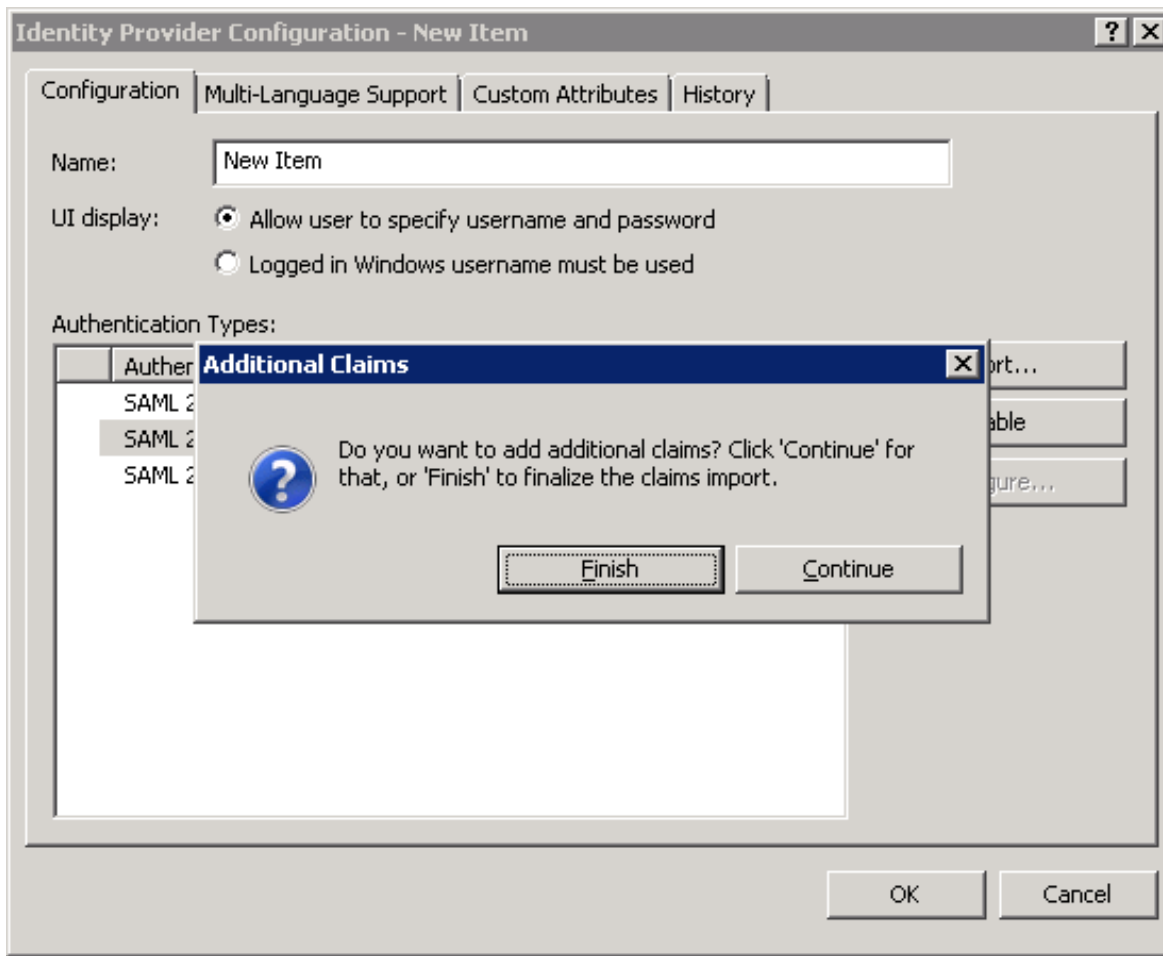 Identity Provider Configuration - New Item
Configuration Multi-Language Support Custom Attributes History
Name: New Item
UI display: Allow user to specify username and password
Logged in Windows username must be used
Authentication Types:
Additional Claims
SAML
SAML
SAML
Do you want to add additional claims? Click 'Continue' for
that, or 'Finish' to finalize the claims import.
Finish Continue
OK Cancel